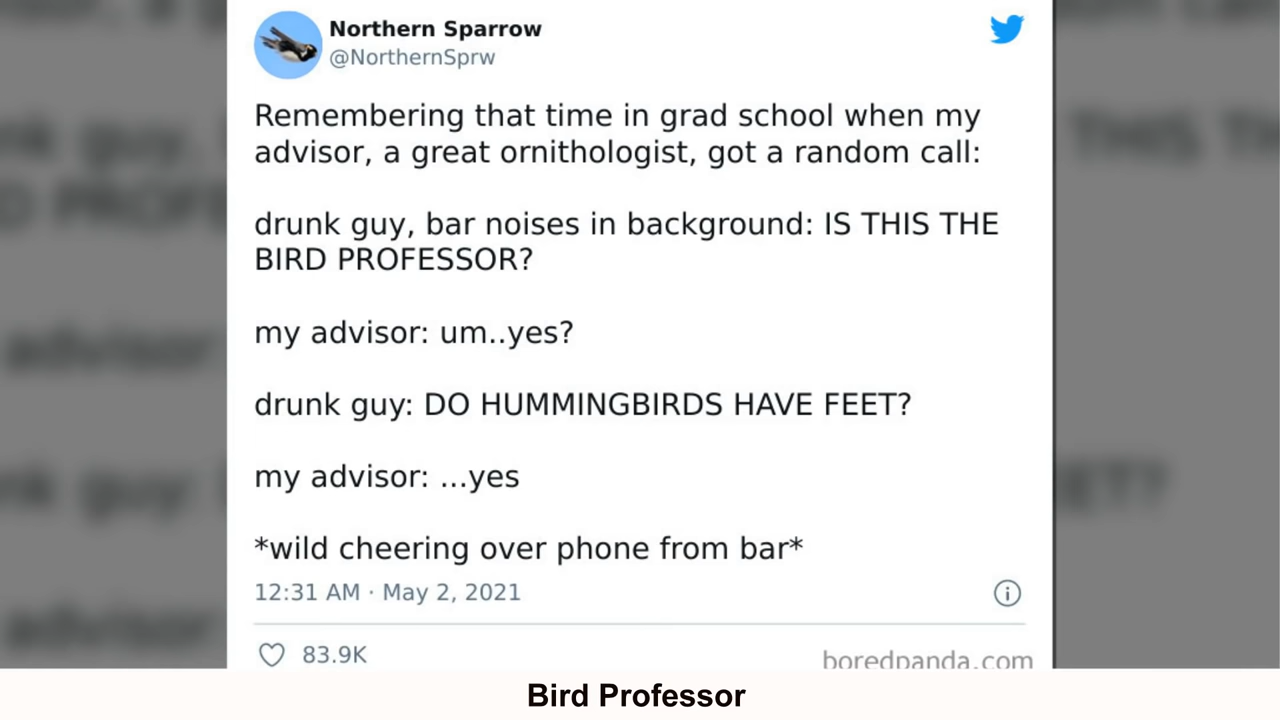 Northern Sparrow
@NorthernSprw
Remembering that time in grad school when my
advisor, a great ornithologist, got a random call:
drunk guy, bar noises in background: IS THIS THE
BIRD PROFESSOR?
my advisor: um..yes?
drunk guy: DO HUMMINGBIRDS HAVE FEET?
my advisor: ...yes
*wild cheering over phone from bar*
12:31 AM · May 2, 2021
83.9K
boredpanda.com
Bird Professor